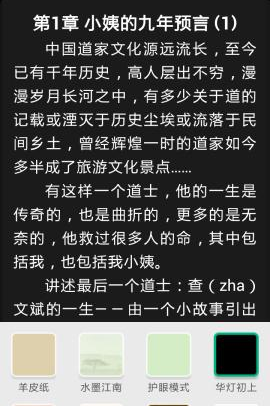 第1章 小姨的九年预言（1）
中国道家文化源远流长，至今
已有千年历史，高人层出不穷，漫
漫岁月长河之中，有多少关于道的
记载或湮灭于历史尘埃或流落于民
间乡土，曾经辉煌一时的道家如今
多半成了旅游文化景点……
有这样一个道士，他的一生是
传奇的，也是曲折的，更多的是无
奈的，他救过很多人的命，其中包
括我，也包括我小姨。
讲述最后一个道士：查（zha）
文斌的一生－－由一个小故事引出
羊皮纸 水墨江南 护眼模式 华灯初上